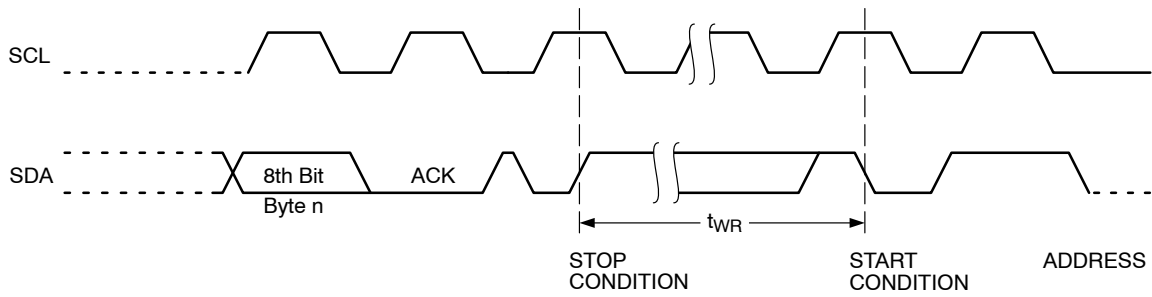 SCL
SDA
8th Bit
Byte n
ACK
tWR
STOP
CONDITION
START
CONDITION
ADDRESS